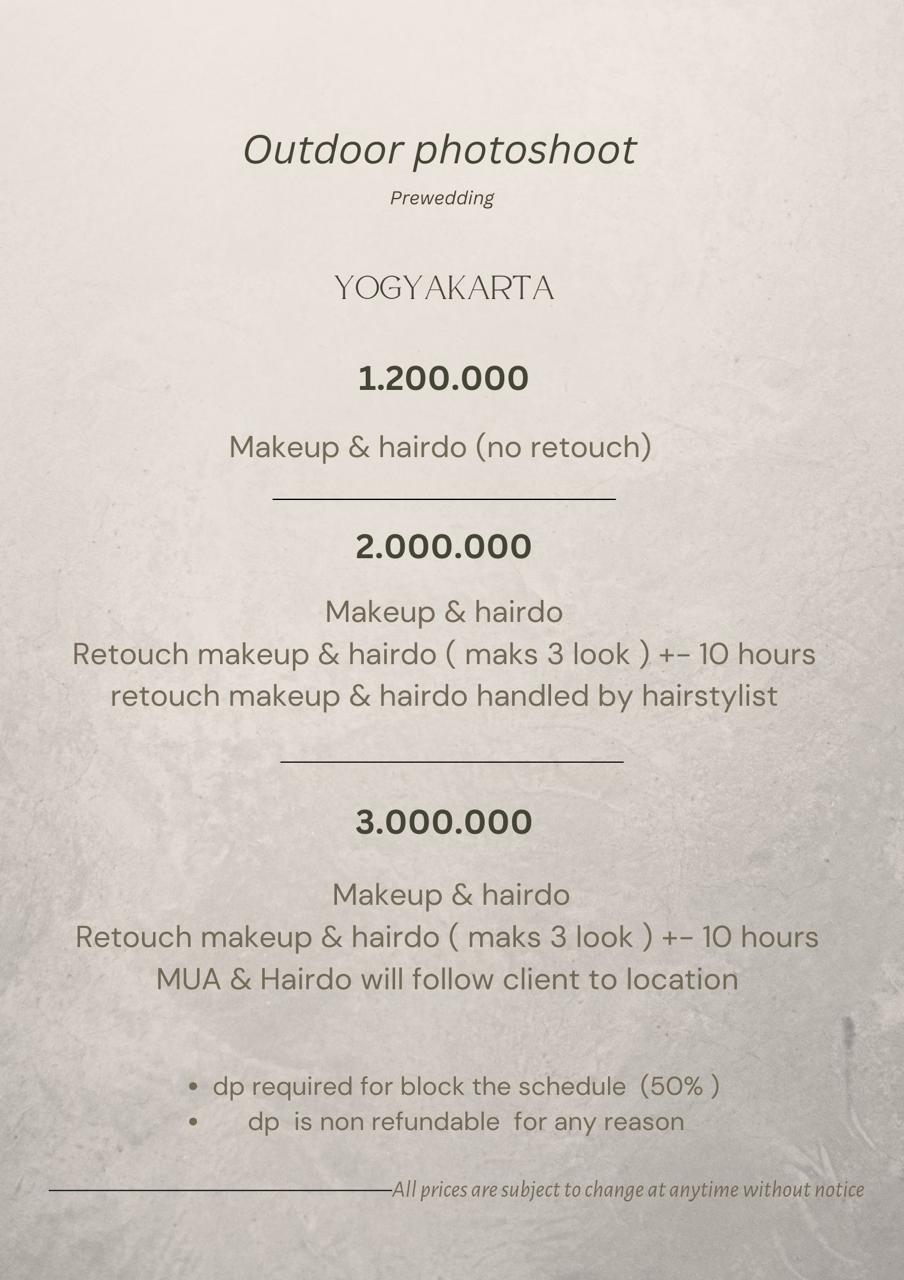 Outdoor photoshoot
Prewedding
YOGYAKARTA
1.200.000
Makeup & hairdo (no retouch)
2.000.000
Makeup & hairdo
Retouch makeup & hairdo ( maks 3 look ) +- 10 hours
retouch makeup & hairdo handled by hairstylist
3.000.000
Makeup & hairdo
Retouch makeup & hairdo ( maks 3 look ) +- 10 hours
MUA & Hairdo will follow client to location
• dp required for block the schedule (50% )
• dp is non refundable for any reason
All prices are subject to change at anytime without notice